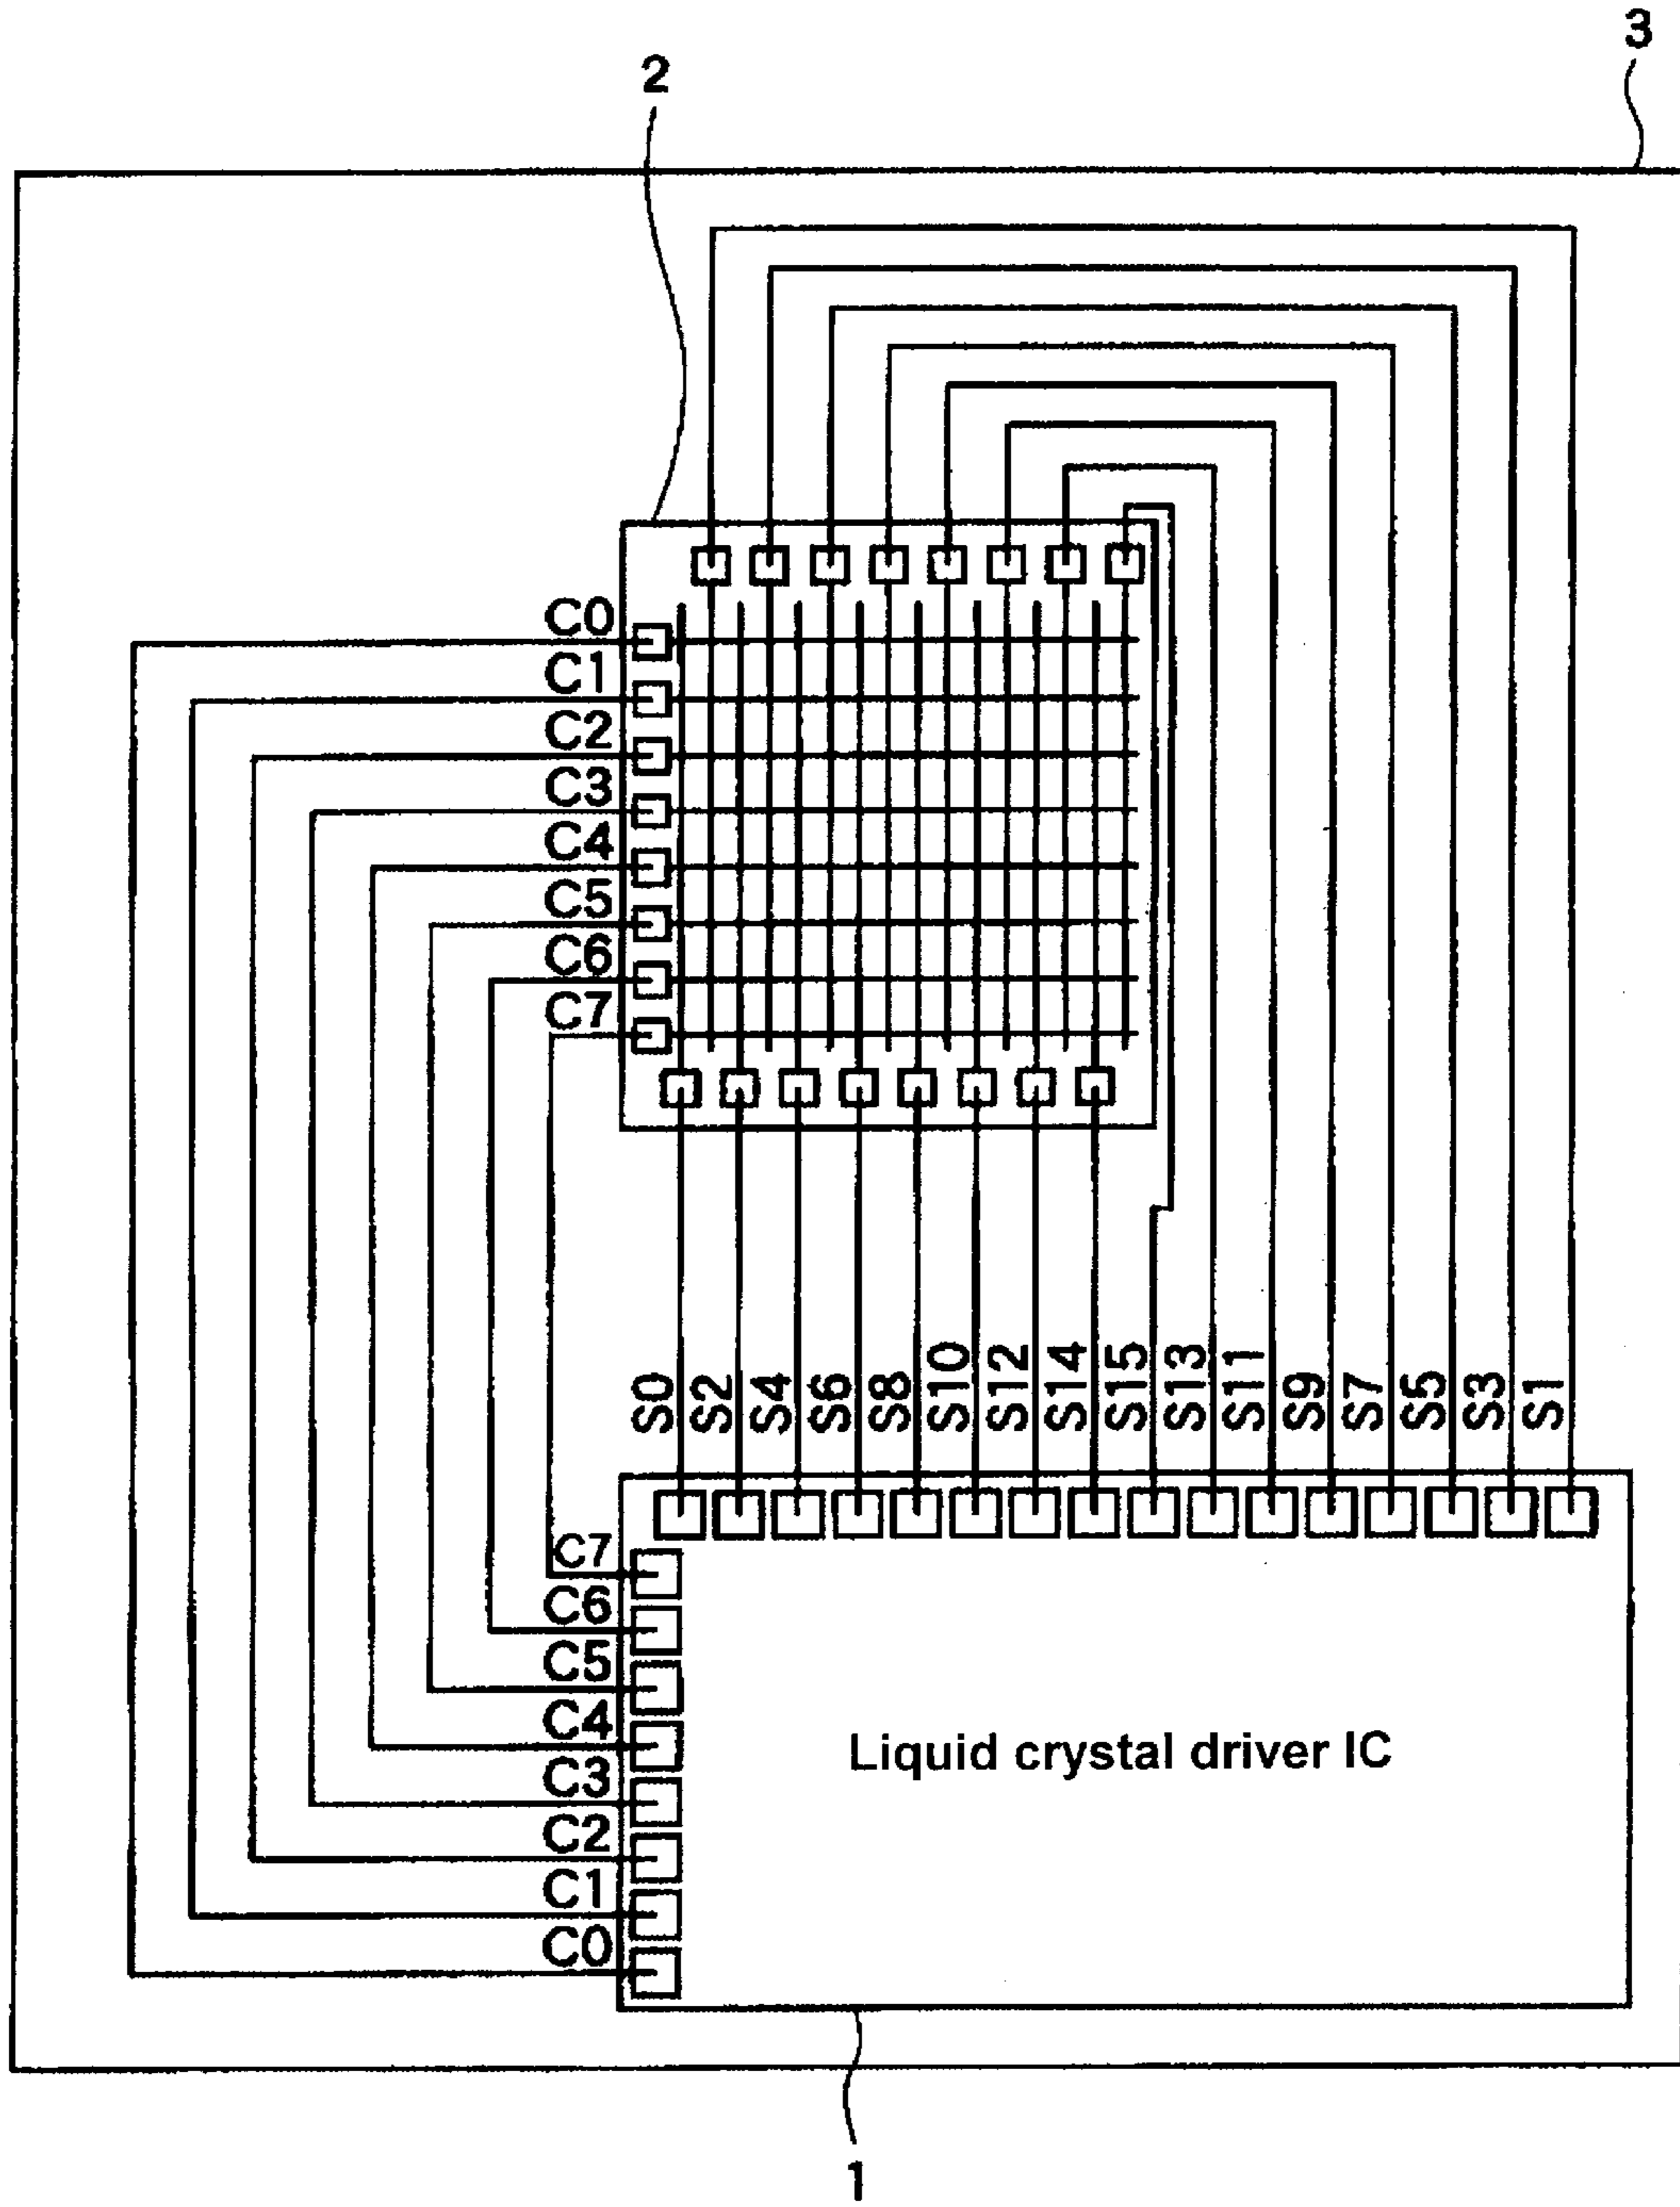 3
2
C0
C1
C2
C3
C4
C5
C6
C7
S0
S2
S4
S6
S8
S10
S12
S14
S15
S13
S11
S9
S7
S5
S3
S1
C7
C6
C5
C4
C3
C2
C1
C0
Liquid crystal driver IC
1